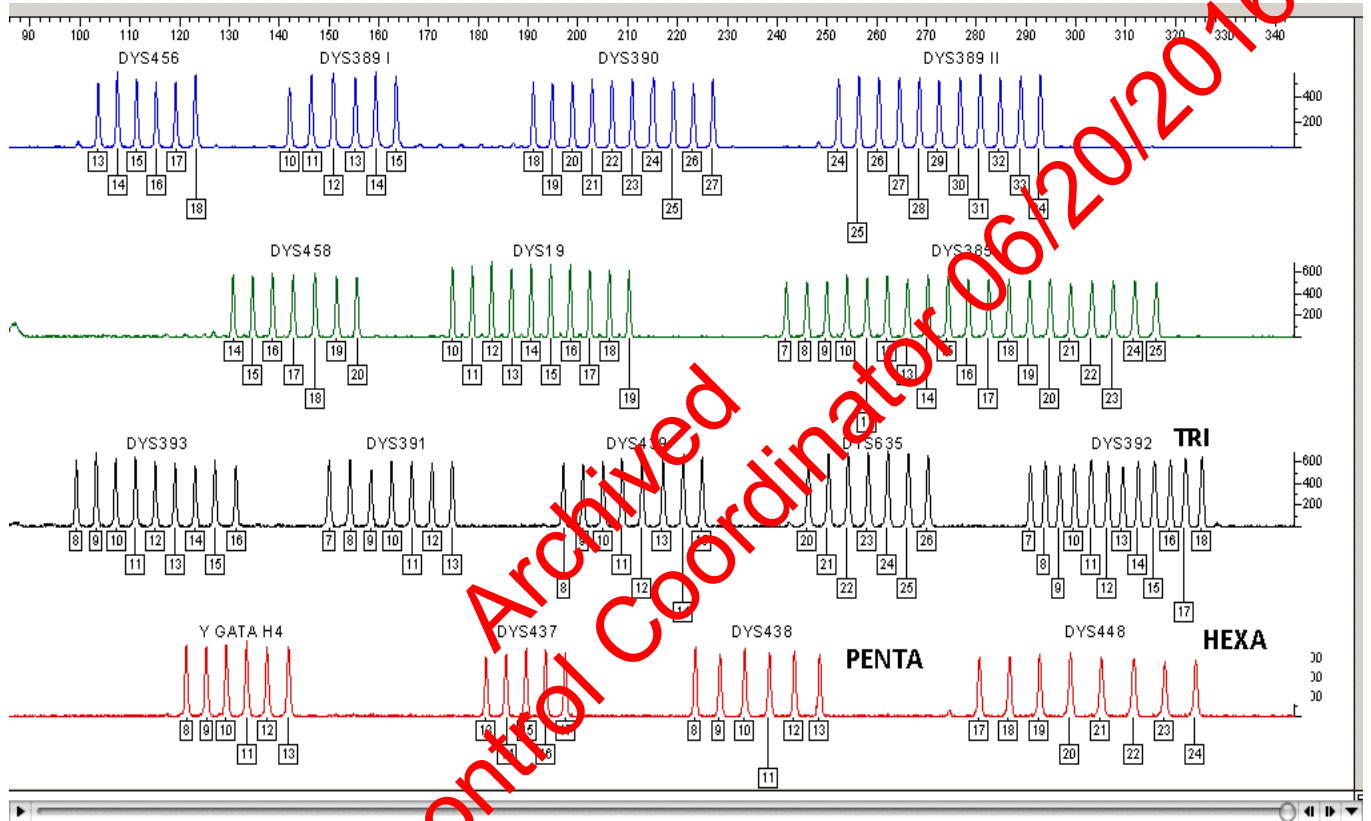 90 100 110 120 130 140 150 160 170 180 190 200 210 220 230 240 250 260 270 280 290 300 310 320 330 340
DYS456 DYS389 I DYS390 DYS389 II
400
200
13 15 17 10 11 13 15 18 20 22 24 26 24 26 29 32
14 16 12 14 19 21 23 27 27 30 33
18 25 28 31 34
25
DYS458 DYS19 DYS385
600
400
200
14 16 19 10 12 14 16 18 7 8 9 10 12 18 21 24 25
15 17 20 11 13 15 17 13 16 19 22
18 19 14 17 20 23
DYS393 DYS391 DYS439 DYS635 DYS392 TRI
600
400
200
8 9 10 12 14 16 7 8 9 10 12 10 13 20 23 26 7 10 13 16 18
11 13 15 11 13 11 21 24 8 11 14
8 12 22 25 9 12 15
17
Y GATA H4 DYS437 DYS438 PENTA DYS448 HEXA
8 9 10 12 8 9 10 12 13 17 18 19 21 23
11 13 16 20 22 24
11
Archived
Control Coordinator 06/20/2016